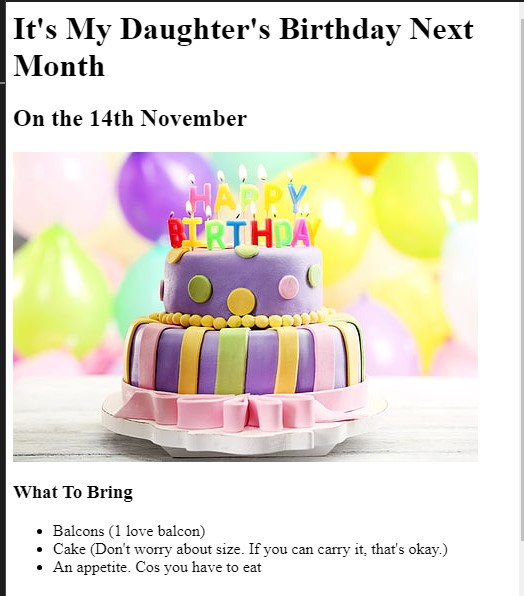 It's My Daughter's Birthday Next
Month
On the 14th November
HAPPY
BIRTHDAY
What To Bring
Balcons (1 love balcon)
Cake (Don't worry about size. If you can carry it, that's okay.)
An appetite. Cos you have to eat